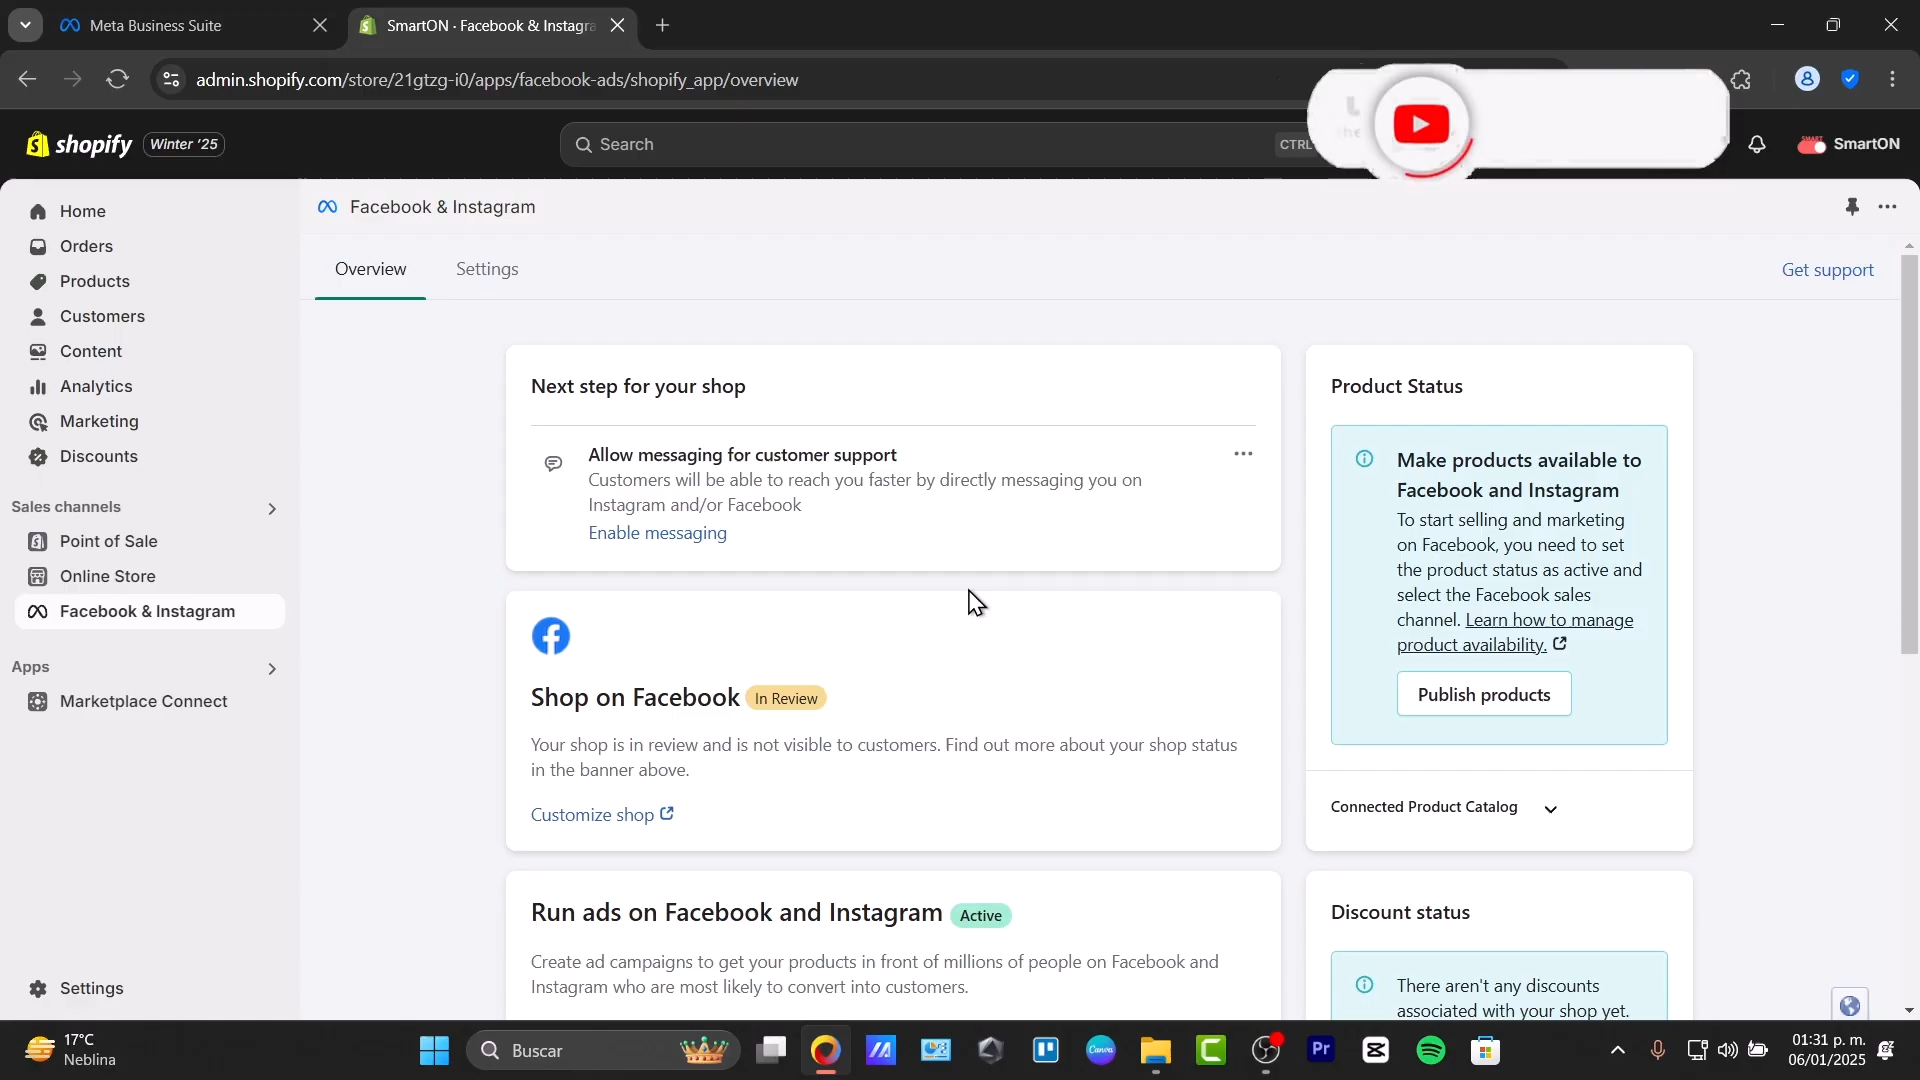 Meta Business Suite
SmartON · Facebook & Instagra
admin.shopify.com/store/21gtzg-i0/apps/facebook-ads/shopify_app/overview
shopify
Winter '25
Search
CTRL
SmartON
Home
Orders
Products
Customers
Content
Analytics
Marketing
Discounts
Sales channels
Point of Sale
Online Store
Facebook & Instagram
Apps
Marketplace Connect
Settings
Facebook & Instagram
Overview
Settings
Get support
Next step for your shop
Allow messaging for customer support
Customers will be able to reach you faster by directly messaging you on
Instagram and/or Facebook
Enable messaging
Shop on Facebook
In Review
Your shop is in review and is not visible to customers. Find out more about your shop status
in the banner above.
Customize shop
Run ads on Facebook and Instagram
Active
Create ad campaigns to get your products in front of millions of people on Facebook and
Instagram who are most likely to convert into customers.
Product Status
Make products available to
Facebook and Instagram
To start selling and marketing
on Facebook, you need to set
the product status as active and
select the Facebook sales
channel. Learn how to manage
product availability.
Publish products
Connected Product Catalog
Discount status
There aren't any discounts
associated with your shop yet.
17°C
Neblina
Buscar
Canva
Pr
01:31 p. m.
06/01/2025